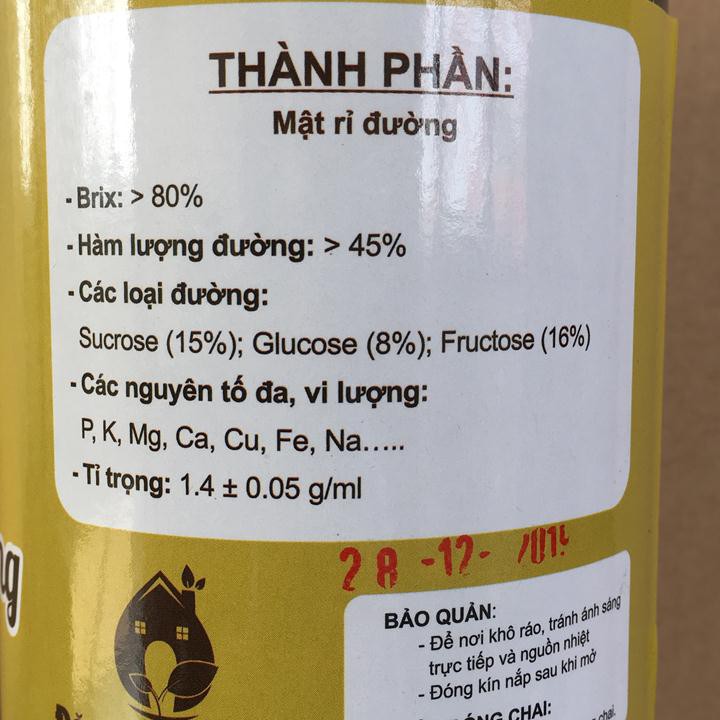 THÀNH PHẦN:
Mật rỉ đường
- Brix: > 80%
- Hàm lượng đường: > 45%
- Các loại đường:
Sucrose (15%); Glucose (8%); Fructose (16%)
- Các nguyên tố đa, vi lượng:
P, K, Mg, Ca, Cu, Fe, Na.....
- Tỉ trọng: 1.4 ± 0.05 g/ml
28 -12-
BẢO QUẢN:
- Để nơi khô ráo, tránh ánh sáng
trực tiếp và nguồn nhiệt
- Đóng kín nắp sau khi mở
CHAI:
chai.